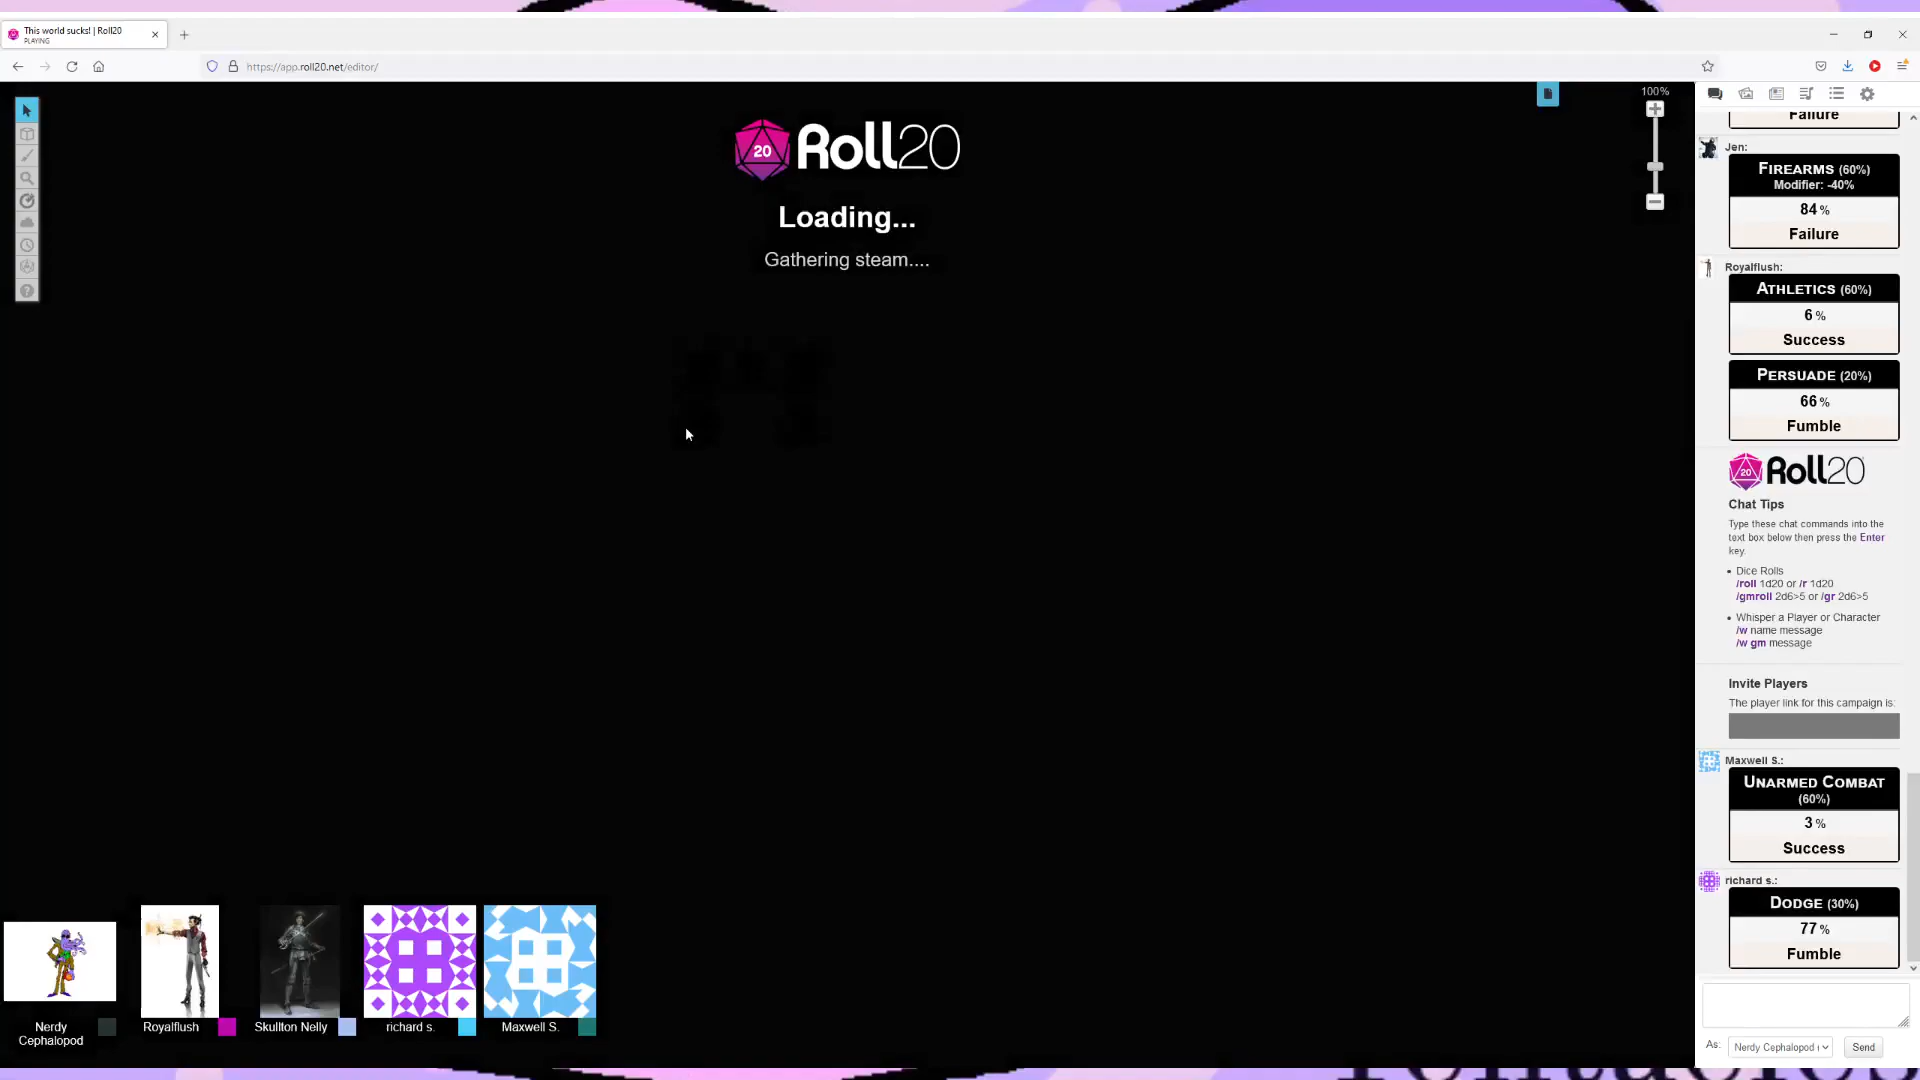 This world sucks! | Roll20
PLAYING
https://app.roll20.net/editor/
100%
20 Roll20
Loading...
Gathering steam....
Failure
Jen:
FIREARMS (60%)
Modifier: -40%
84 %
Failure
Royalflush:
ATHLETICS (60%)
6 %
Success
PERSUADE (20%)
66 %
Fumble
20 Roll20
Chat Tips
Type these chat commands into the
text box below then press the Enter
key.
• Dice Rolls
/roll 1d20 or /r 1d20
/gmroll 2d6>5 or /gr 2d6>5
• Whisper a Player or Character
/w name message
/w gm message
Invite Players
The player link for this campaign is:
Maxwell S.:
UNARMED COMBAT
(60%)
3 %
Success
richard s.:
DODGE (30%)
77 %
Fumble
As: Nerdy Cephalopod Send
Nerdy
Cephalopod
Royalflush
Skullton Nelly
richard s.
Maxwell S.